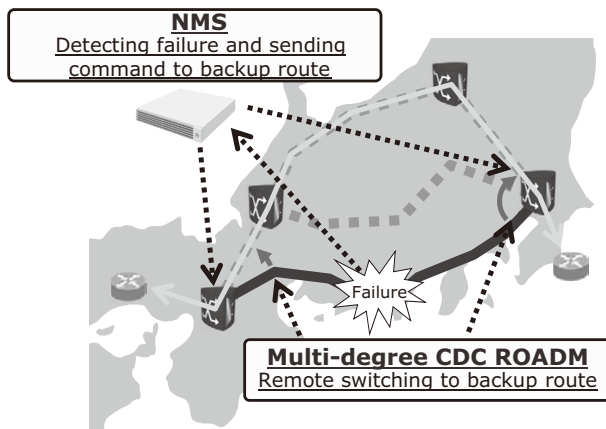 NMS
Detecting failure and sending
command to backup route
Failure
Multi-degree CDC ROADM
Remote switching to backup route